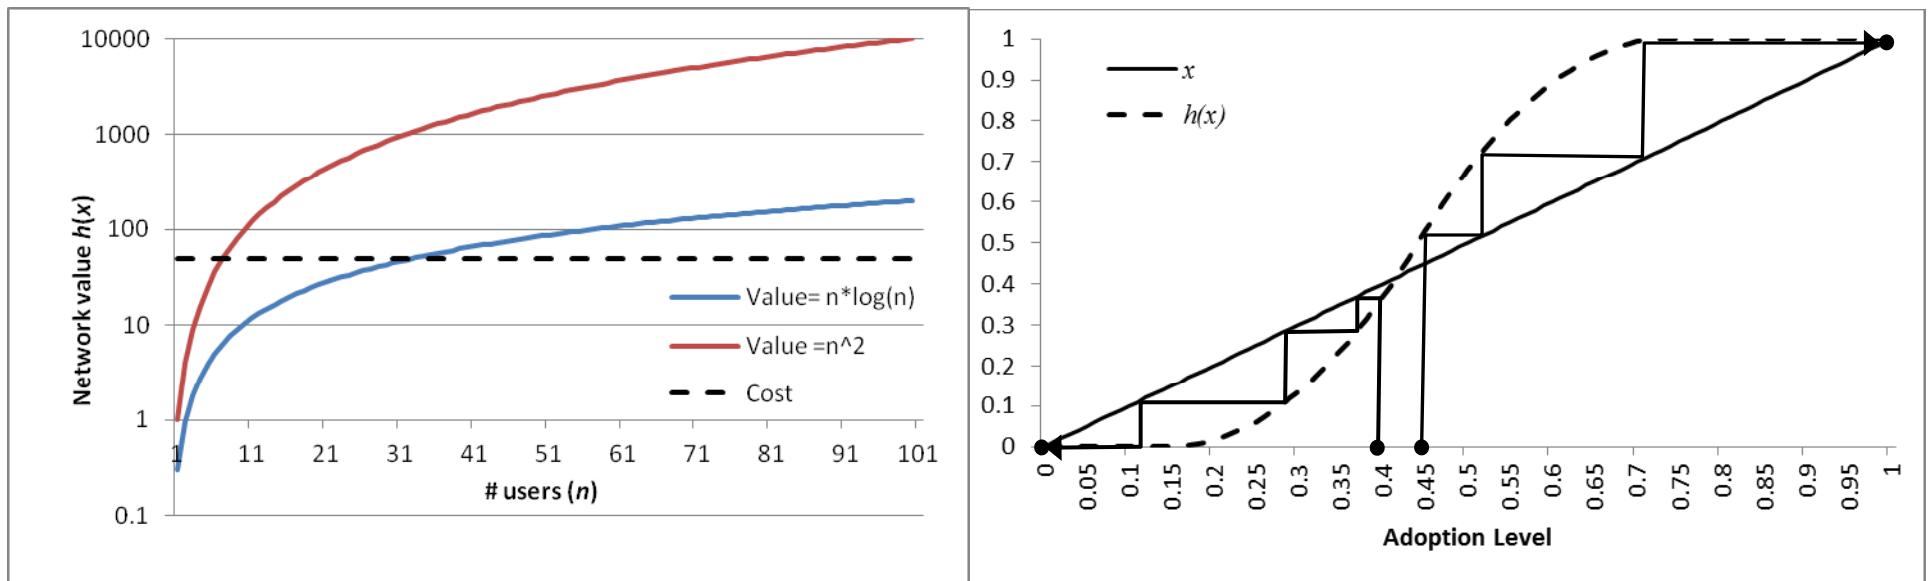 10000
1000
100
10
1
0.1
Network value h(x)
1 11 21 31 41 51 61 71 81 91 101
# users (n)
Value= n*log(n)
Value =n^2
Cost
1
0.9
0.8
0.7
0.6
0.5
0.4
0.3
0.2
0.1
0
x
h(x)
0 0.05 0.1 0.15 0.2 0.25 0.3 0.35 0.4 0.45 0.5 0.55 0.6 0.65 0.7 0.75 0.8 0.85 0.9 0.95 1
Adoption Level